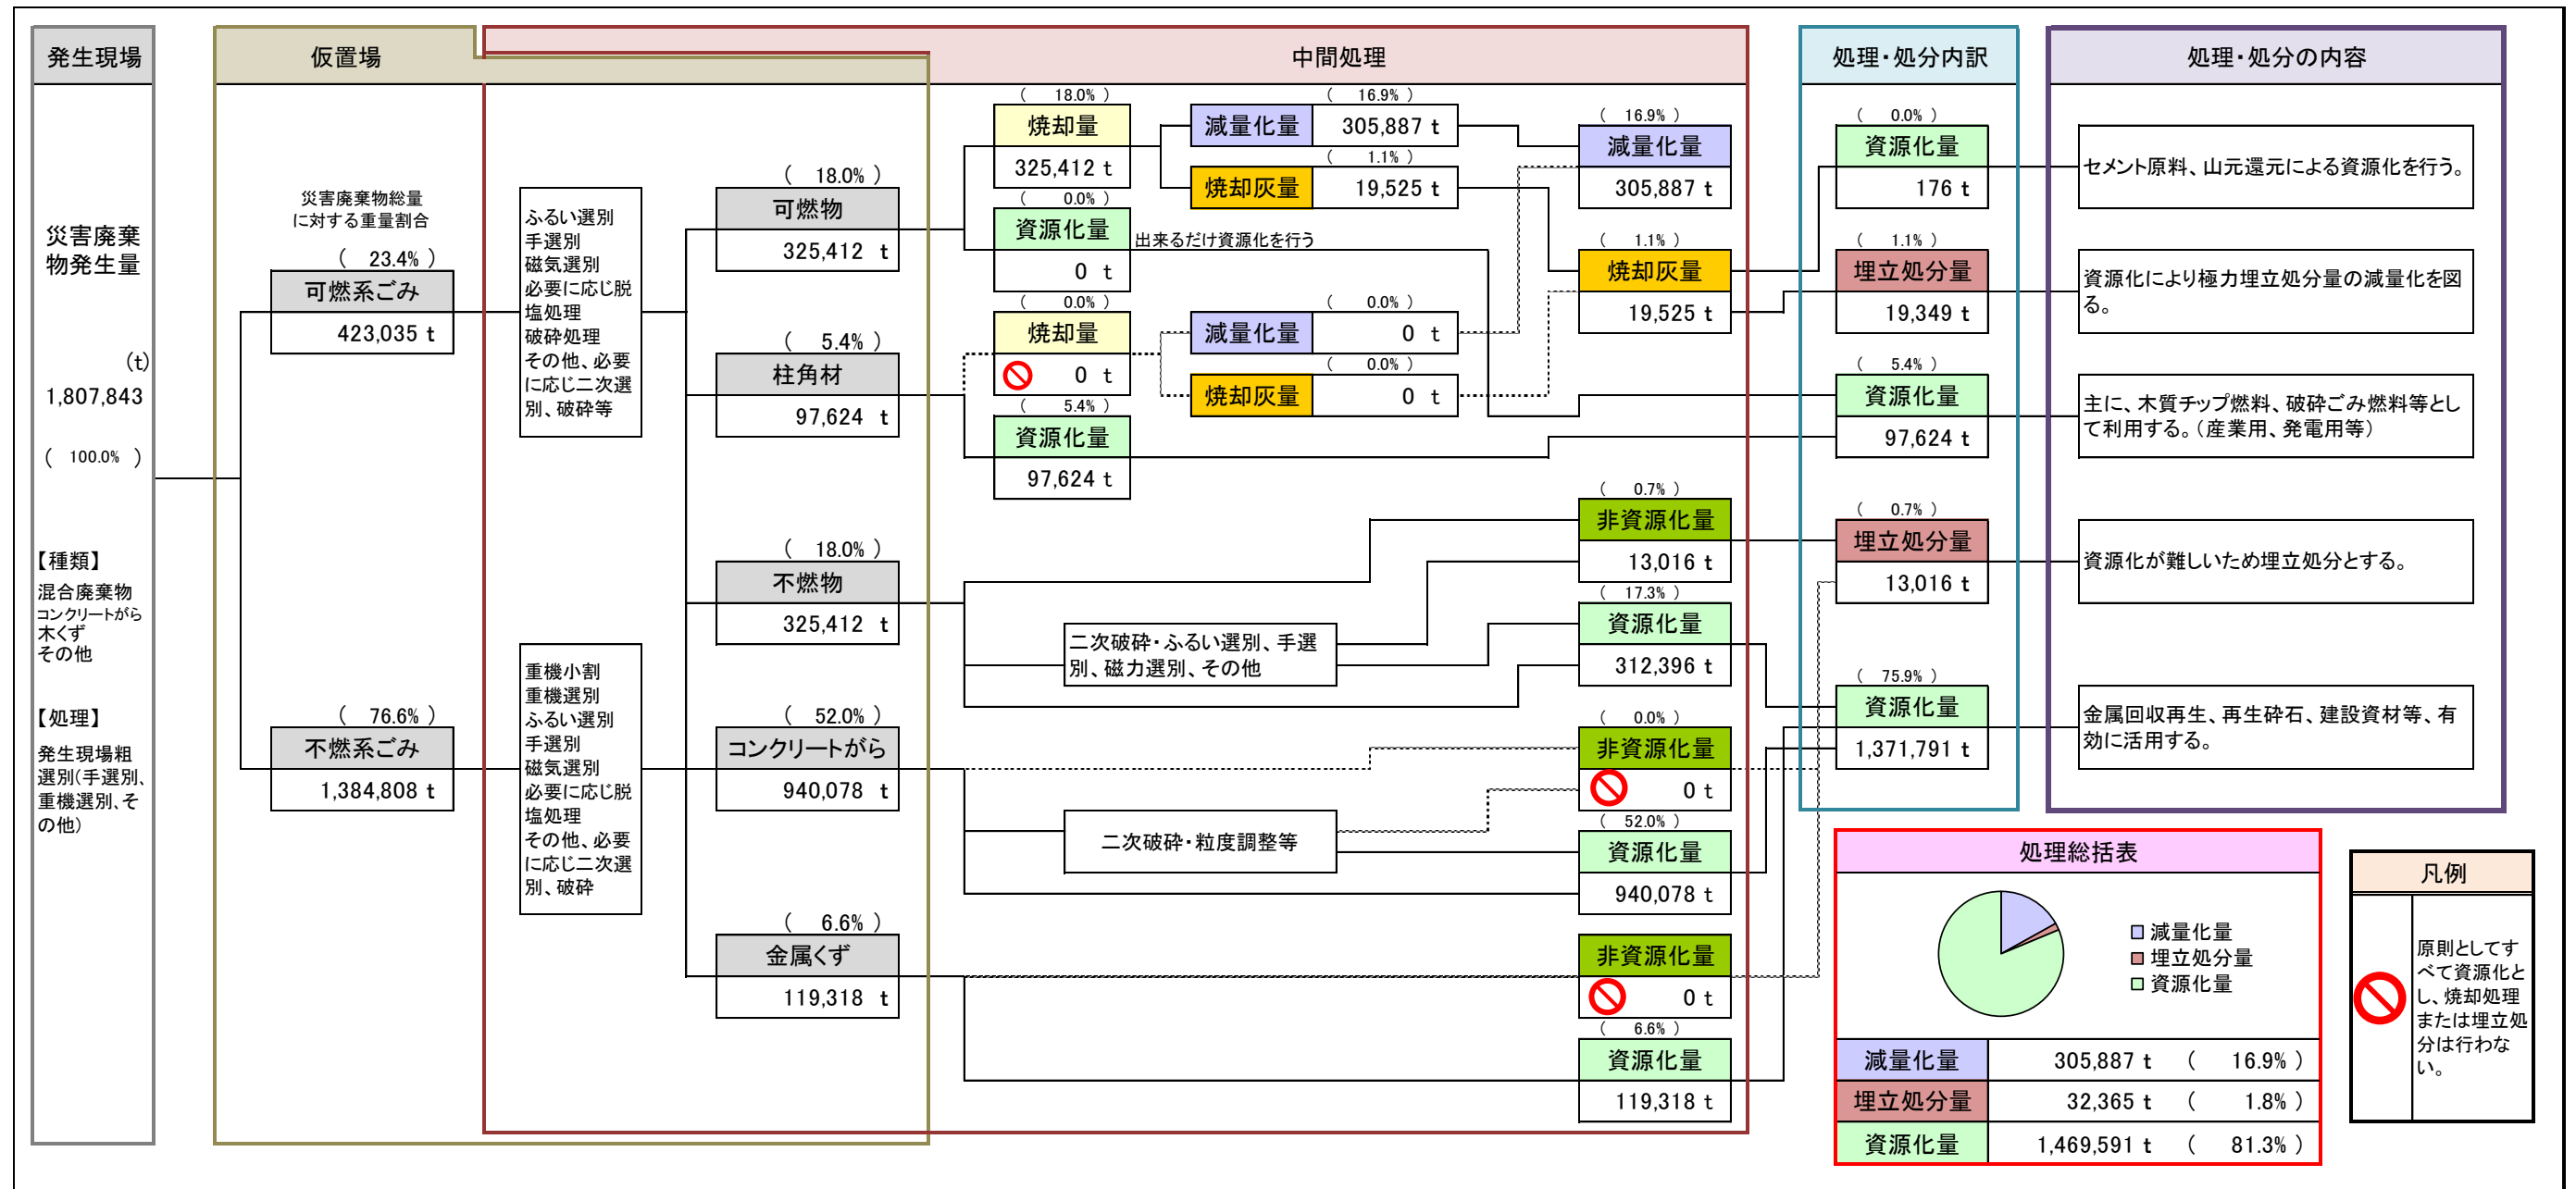 発生現場
仮置場
中間処理
処理・処分内訳
処理・処分の内容
災害廃棄
物発生量
(t)
1,807,843
( 100.0% )
【種類】
混合廃棄物
コンクリートがら
木くず
その他
【処理】
発生現場粗
選別(手選別、
重機選別、そ
の他)
災害廃棄物総量
に対する重量割合
( 23.4% )
可燃系ごみ
423,035 t
( 76.6% )
不燃系ごみ
1,384,808 t
ふるい選別
手選別
磁気選別
必要に応じ脱
塩処理
破砕処理
その他、必要
に応じ二次選
別、破砕等
重機小割
重機選別
ふるい選別
手選別
磁気選別
必要に応じ脱
塩処理
その他、必要
に応じ二次選
別、破砕
( 18.0% )
可燃物
325,412 t
( 5.4% )
柱角材
97,624 t
( 18.0% )
不燃物
325,412 t
( 52.0% )
コンクリートがら
940,078 t
( 6.6% )
金属くず
119,318 t
( 18.0% )
焼却量
325,412 t
( 0.0% )
資源化量
0 t
出来るだけ資源化を行う
( 0.0% )
焼却量
0 t
( 5.4% )
資源化量
97,624 t
( 16.9% )
減量化量 305,887 t
( 1.1% )
焼却灰量 19,525 t
( 0.0% )
減量化量 0 t
( 0.0% )
焼却灰量 0 t
二次破砕・ふるい選別、手選
別、磁力選別、その他
二次破砕・粒度調整等
( 16.9% )
減量化量
305,887 t
( 1.1% )
焼却灰量
19,525 t
( 0.7% )
非資源化量
13,016 t
( 17.3% )
資源化量
312,396 t
( 0.0% )
非資源化量
0 t
( 52.0% )
資源化量
940,078 t
非資源化量
0 t
( 6.6% )
資源化量
119,318 t
( 0.0% )
資源化量
176 t
( 1.1% )
埋立処分量
19,349 t
( 5.4% )
資源化量
97,624 t
( 0.7% )
埋立処分量
13,016 t
( 75.9% )
資源化量
1,371,791 t
セメント原料、山元還元による資源化を行う。
資源化により極力埋立処分量の減量化を図
る。
主に、木質チップ燃料、破砕ごみ燃料等とし
て利用する。(産業用、発電用等)
資源化が難しいため埋立処分とする。
金属回収再生、再生砕石、建設資材等、有
効に活用する。
処理総括表
減量化量
埋立処分量
資源化量
減量化量 305,887 t ( 16.9% )
埋立処分量 32,365 t ( 1.8% )
資源化量 1,469,591 t ( 81.3% )
凡例
原則としてす
べて資源化と
し、焼却処理
または埋立処
分は行わな
い。